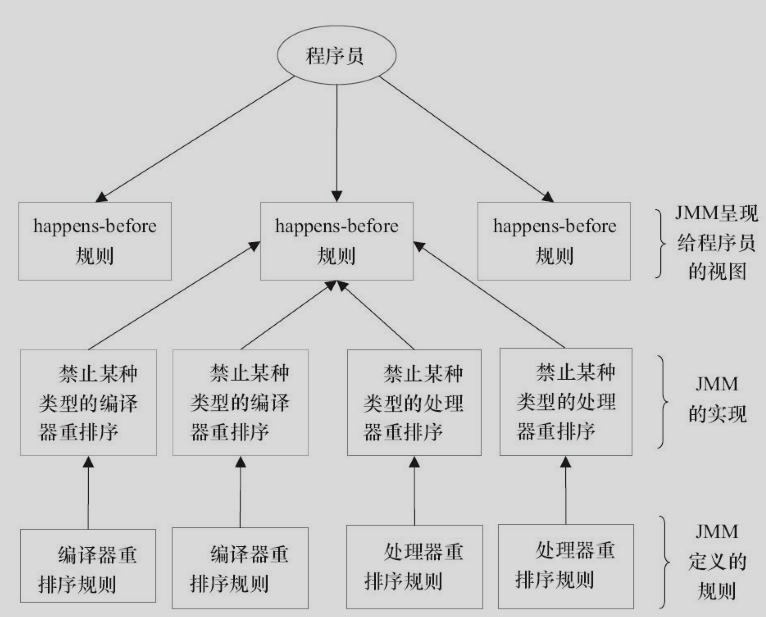 程序员
happens-before
规则
happens-before
规则
happens-before
规则
JMM呈现
给程序员
的视图
禁止某种
类型的编译
器重排序
禁止某种
类型的编译
器重排序
禁止某种
类型的处理
器重排序
禁止某种
类型的处理
器重排序
JMM
的实现
编译器重
排序规则
编译器重
排序规则
处理器重
排序规则
处理器重
排序规则
JMM
定义的
规则